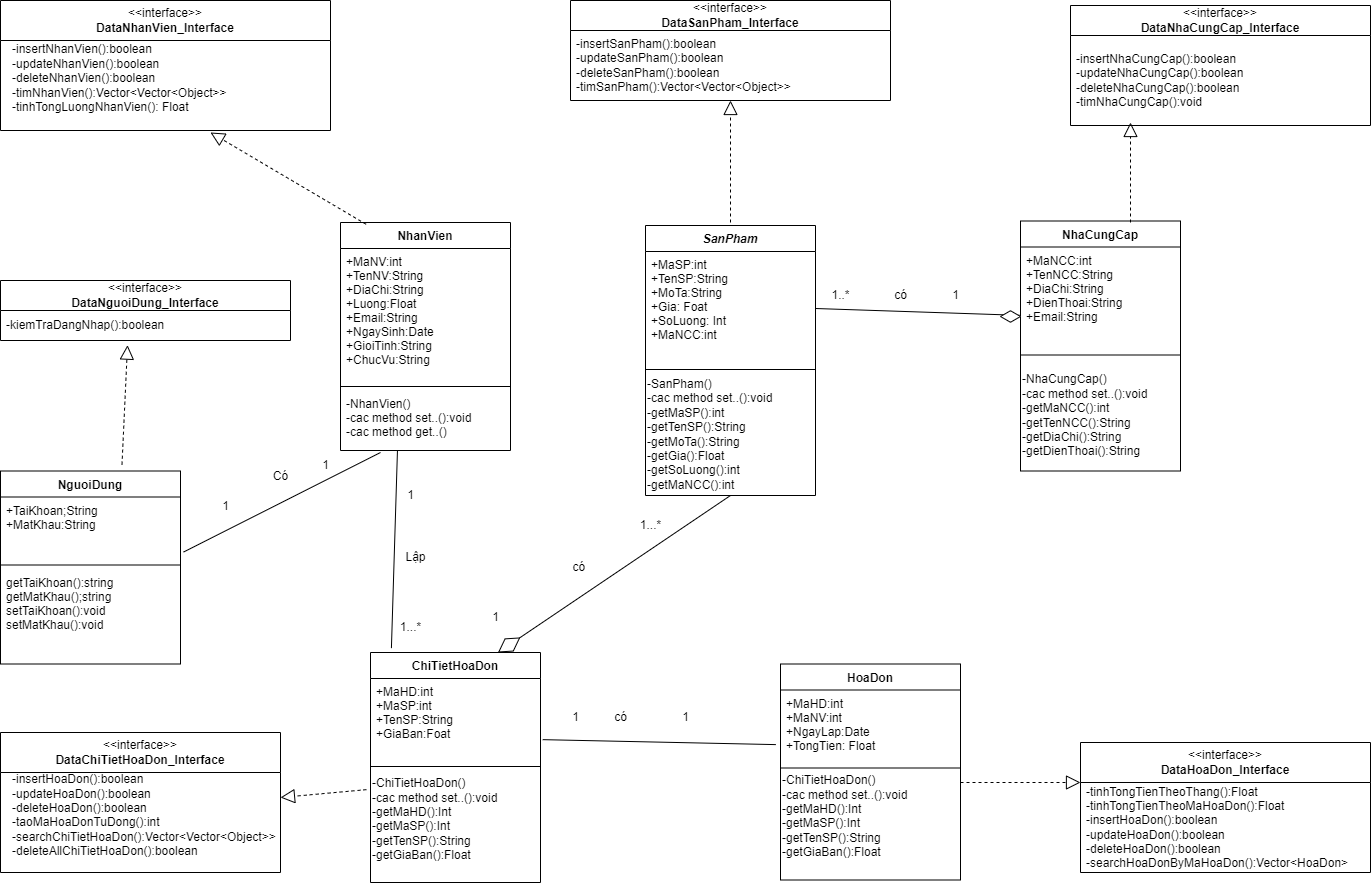 <<interface>>
DataNhanVien_Interface
-insertNhanVien():boolean
-updateNhanVien():boolean
-deleteNhanVien():boolean
-timNhanVien():Vector<Vector<Object>>
-tinhTongLuongNhanVien(): Float
<<interface>>
DataSanPham_Interface
-insertSanPham():boolean
-updateSanPham():boolean
-deleteSanPham():boolean
-timSanPham():Vector<Vector<Object>>
<<interface>>
DataNhaCungCap_Interface
-insertNhaCungCap():boolean
-updateNhaCungCap():boolean
-deleteNhaCungCap():boolean
-timNhaCungCap():void
NhanVien
+MaNV:int
+TenNV:String
+DiaChi:String
+Luong:Float
+Email:String
+NgaySinh:Date
+GioiTinh:String
+ChucVu:String
-NhanVien()
-cac method set..():void
-cac method get..()
SanPham
+MaSP:int
+TenSP:String
+MoTa:String
+Gia: Foat
+SoLuong: Int
+MaNCC:int
-SanPham()
-cac method set..():void
-getMaSP():int
-getTenSP():String
-getMoTa():String
-getGia():Float
-getSoLuong():int
-getMaNCC():int
1..*
có
1
NhaCungCap
+MaNCC:int
+TenNCC:String
+DiaChi:String
+DienThoai:String
+Email:String
-NhaCungCap()
-cac method set..():void
-getMaNCC():int
-getTenNCC():String
-getDiaChi():String
-getDienThoai():String
<<interface>>
DataNguoiDung_Interface
-kiemTraDangNhap():boolean
NguoiDung
+TaiKhoan;String
+MatKhau:String
getTaiKhoan():string
getMatKhau();string
setTaiKhoan():void
setMatKhau():void
1
Có
1
1
Lập
1...*
1...*
có
1
ChiTietHoaDon
+MaHD:int
+MaSP:int
+TenSP:String
+GiaBan:Foat
-ChiTietHoaDon()
-cac method set..():void
-getMaHD():Int
-getMaSP():Int
-getTenSP():String
-getGiaBan():Float
1
có
1
HoaDon
+MaHD:int
+MaNV:int
+NgayLap:Date
+TongTien: Float
-ChiTietHoaDon()
-cac method set..():void
-getMaHD():Int
-getMaSP():Int
-getTenSP():String
-getGiaBan():Float
<<interface>>
DataChiTietHoaDon_Interface
-insertHoaDon():boolean
-updateHoaDon():boolean
-deleteHoaDon():boolean
-taoMaHoaDonTuDong():int
-searchChiTietHoaDon():Vector<Vector<Object>>
-deleteAllChiTietHoaDon():boolean
<<interface>>
DataHoaDon_Interface
-tinhTongTienTheoThang():Float
-tinhTongTienTheoMaHoaDon():Float
-insertHoaDon():boolean
-updateHoaDon():boolean
-deleteHoaDon():boolean
-searchHoaDonByMaHoaDon():Vector<HoaDon>